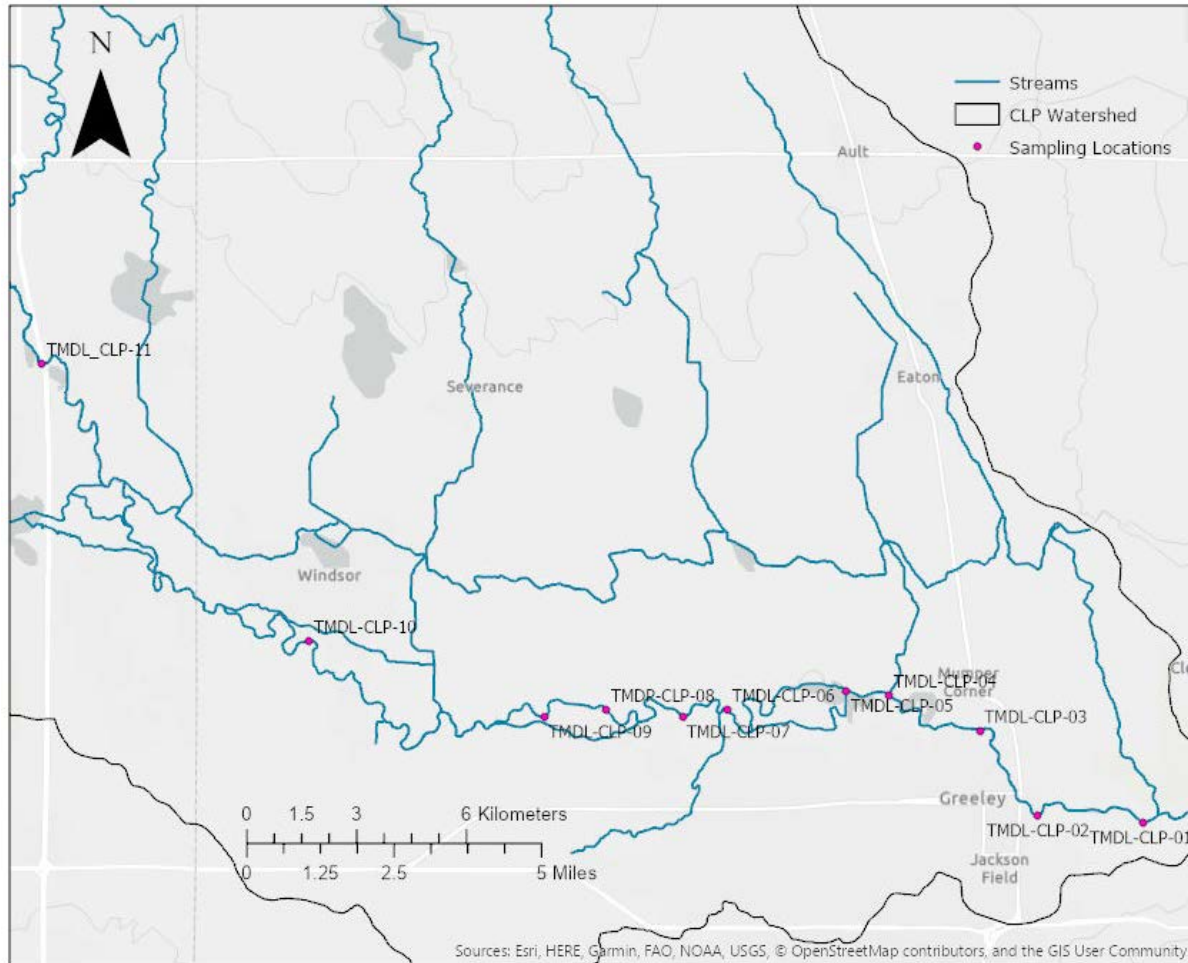 N
Streams
CLP Watershed
Sampling Locations
Ault
TMDL_CLP-11
Severance
Eaton
Windsor
TMDL-CLP-10
TMDP-CLP-08
TMDL-CLP-06
TMDL-CLP-04
Mumper
Corner
TMDL-CLP-09
TMDL-CLP-07
TMDL-CLP-05
TMDL-CLP-03
Greeley
TMDL-CLP-02
TMDL-CLP-01
Jackson
Field
0 1.5 3 6 Kilometers
0 1.25 2.5 5 Miles
Sources: Esri, HERE, Garmin, FAO, NOAA, USGS, © OpenStreetMap contributors, and the GIS User Community